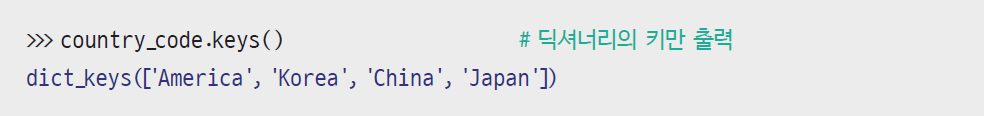 >>> country_code.keys() # 딕셔너리의 키만 출력
dict_keys(['America', 'Korea', 'China', 'Japan'])